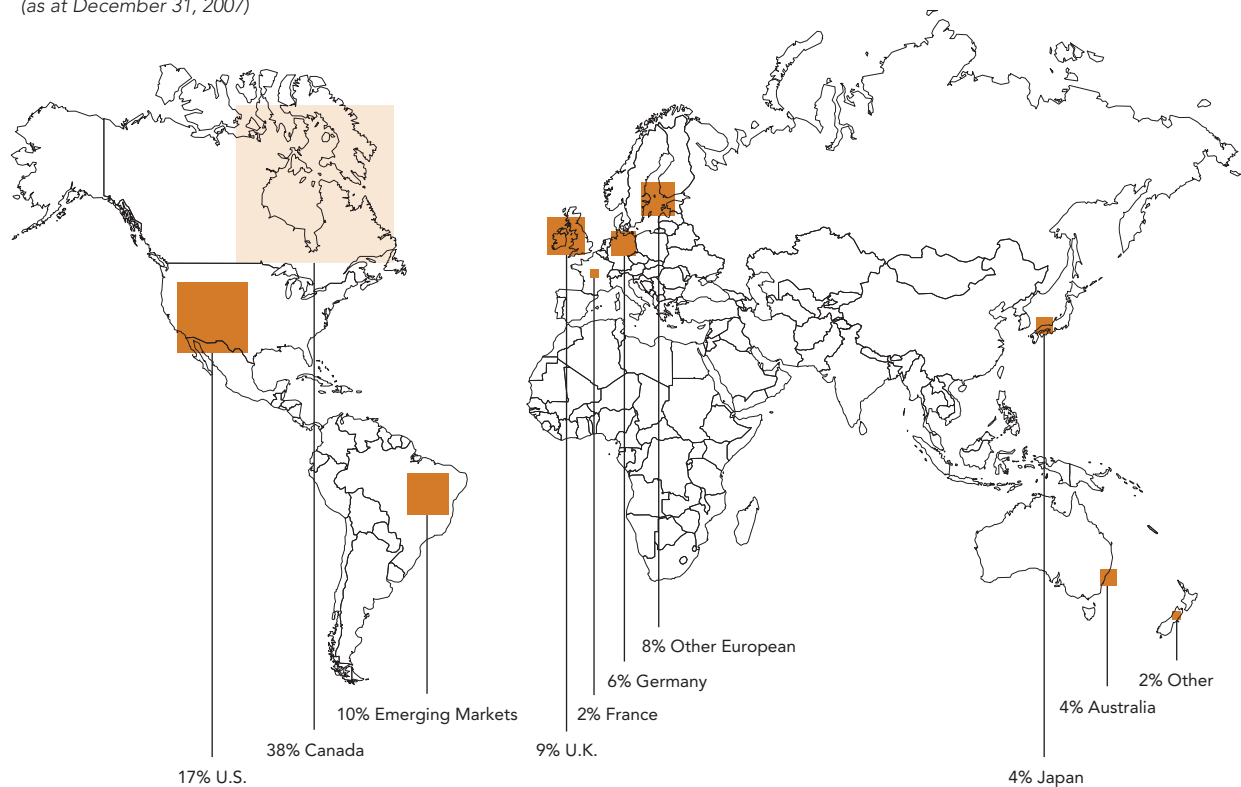 (as at December 31, 2007)
8% Other European
6% Germany
2% Other
2% France
4% Australia
10% Emerging Markets
38% Canada
9% U.K.
17% U.S.
4% Japan